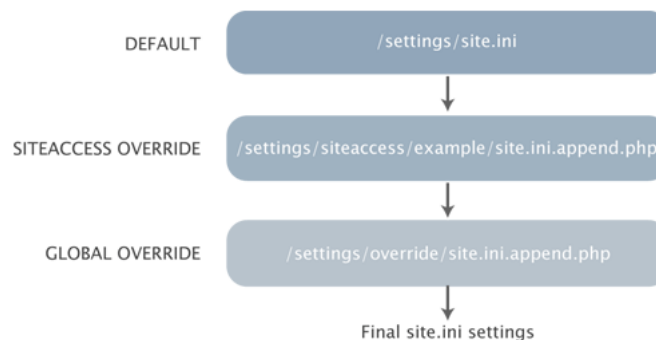 DEFAULT
/settings/site.ini
SITEACCESS OVERRIDE
/settings/siteaccess/example/site.ini.append.php
GLOBAL OVERRIDE
/settings/override/site.ini.append.php
Final site.ini settings